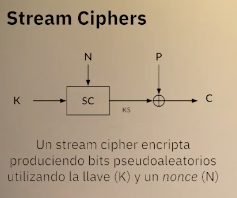 Stream Ciphers
N P
K SC KS C
Un stream cipher encripta
produciendo bits pseudoaleatorios
utilizando la llave (K) y un nonce (N)